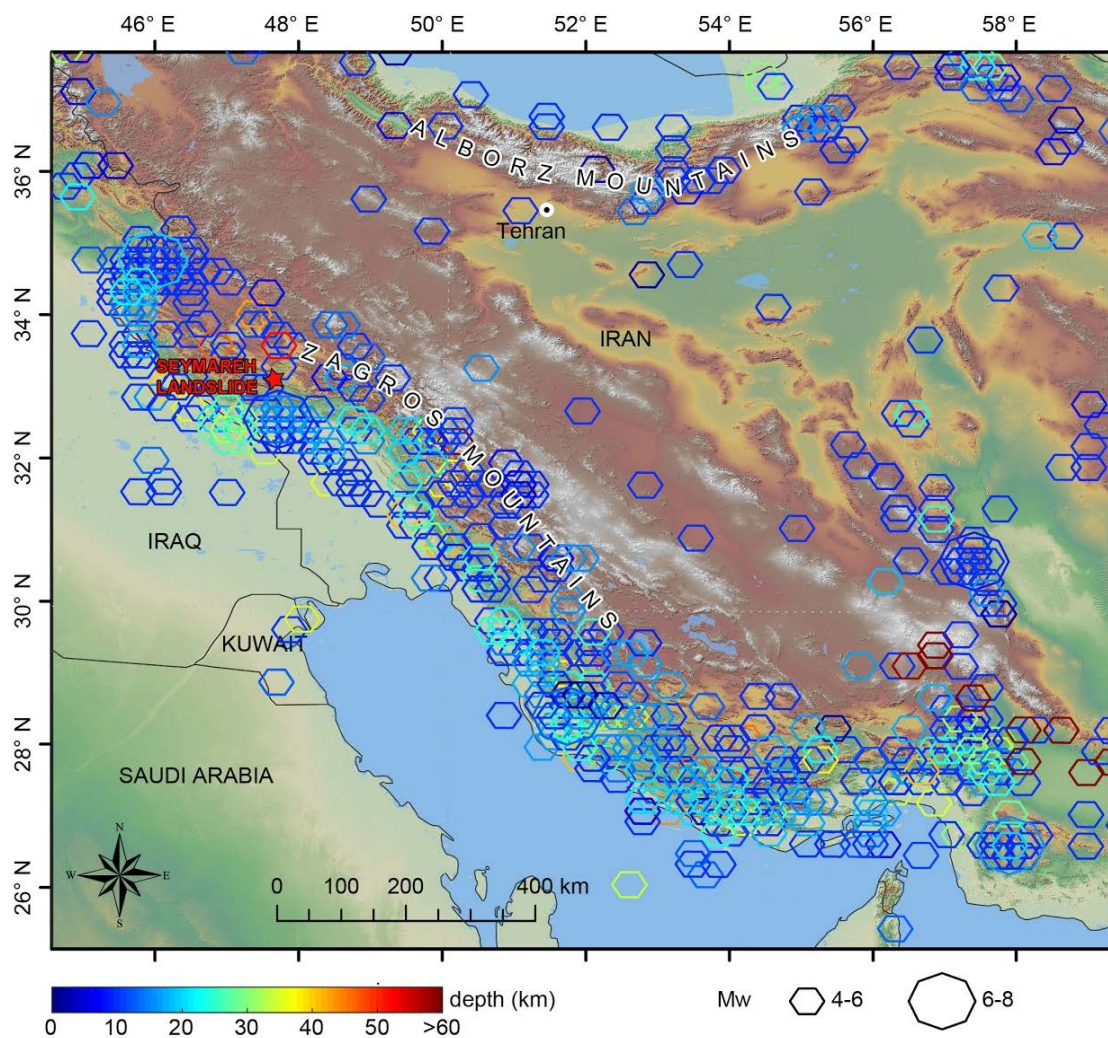 46° E 48° E 50° E 52° E 54° E 56° E 58° E
36° N
34° N
32° N
30° N
28° N
26° N
ALBORZ MOUNTAINS
Tehran
IRAN
SEYMAREH
LANDSLIDE
ZAGROS MOUNTAINS
IRAQ
KUWAIT
SAUDI ARABIA
N
W E
S
0 100 200 400 km
depth (km)
0 10 20 30 40 50 >60
Mw 4-6 6-8